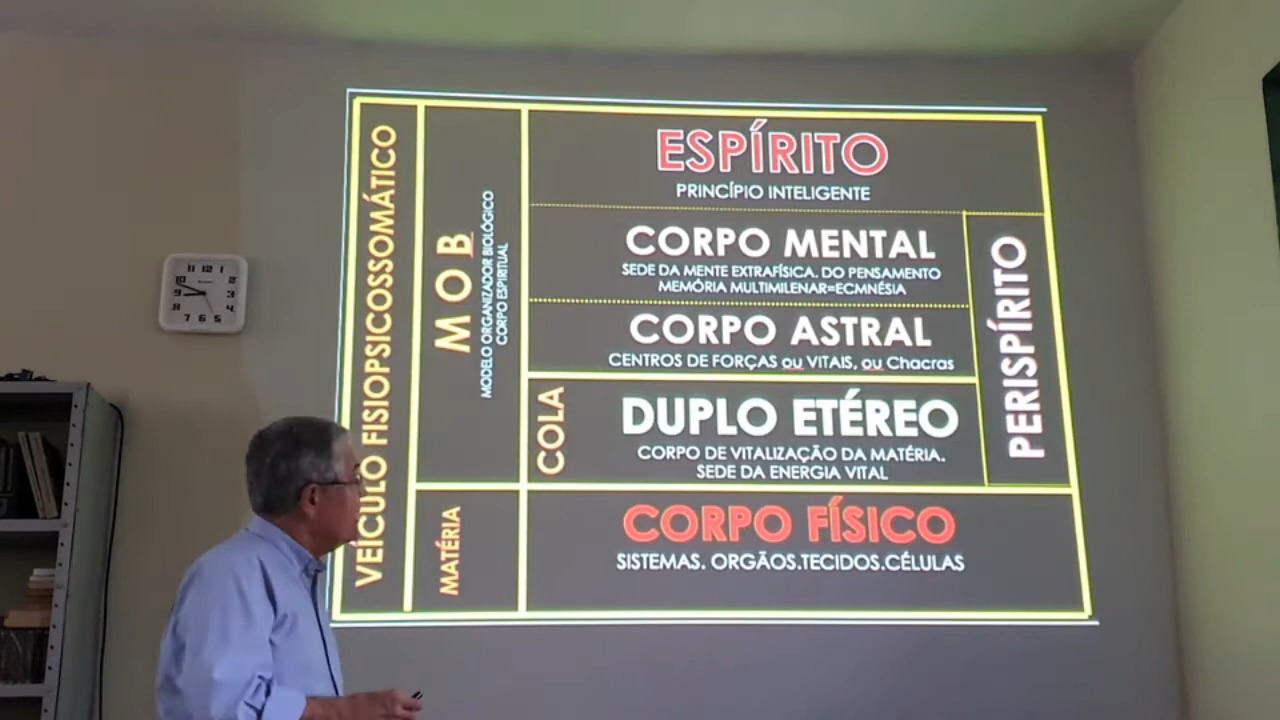 VEÍCULO FISIOPSICOSSOMÁTICO
M O B
MODELO ORGANIZADOR BIOLÓGICO
CORPO ESPIRITUAL
MATÉRIA
ESPÍRITO
PRINCÍPIO INTELIGENTE
CORPO MENTAL
SEDE DA MENTE EXTRAFÍSICA. DO PENSAMENTO
MEMÓRIA MULTIMILENAR=ECMNÉSIA
CORPO ASTRAL
CENTROS DE FORÇAS ou VITAIS, ou Chacras
COLA
DUPLO ETÉREO
CORPO DE VITALIZAÇÃO DA MATÉRIA.
SEDE DA ENERGIA VITAL
PERISPÍRITO
CORPO FÍSICO
SISTEMAS. ORGÃOS.TECIDOS.CÉLULAS